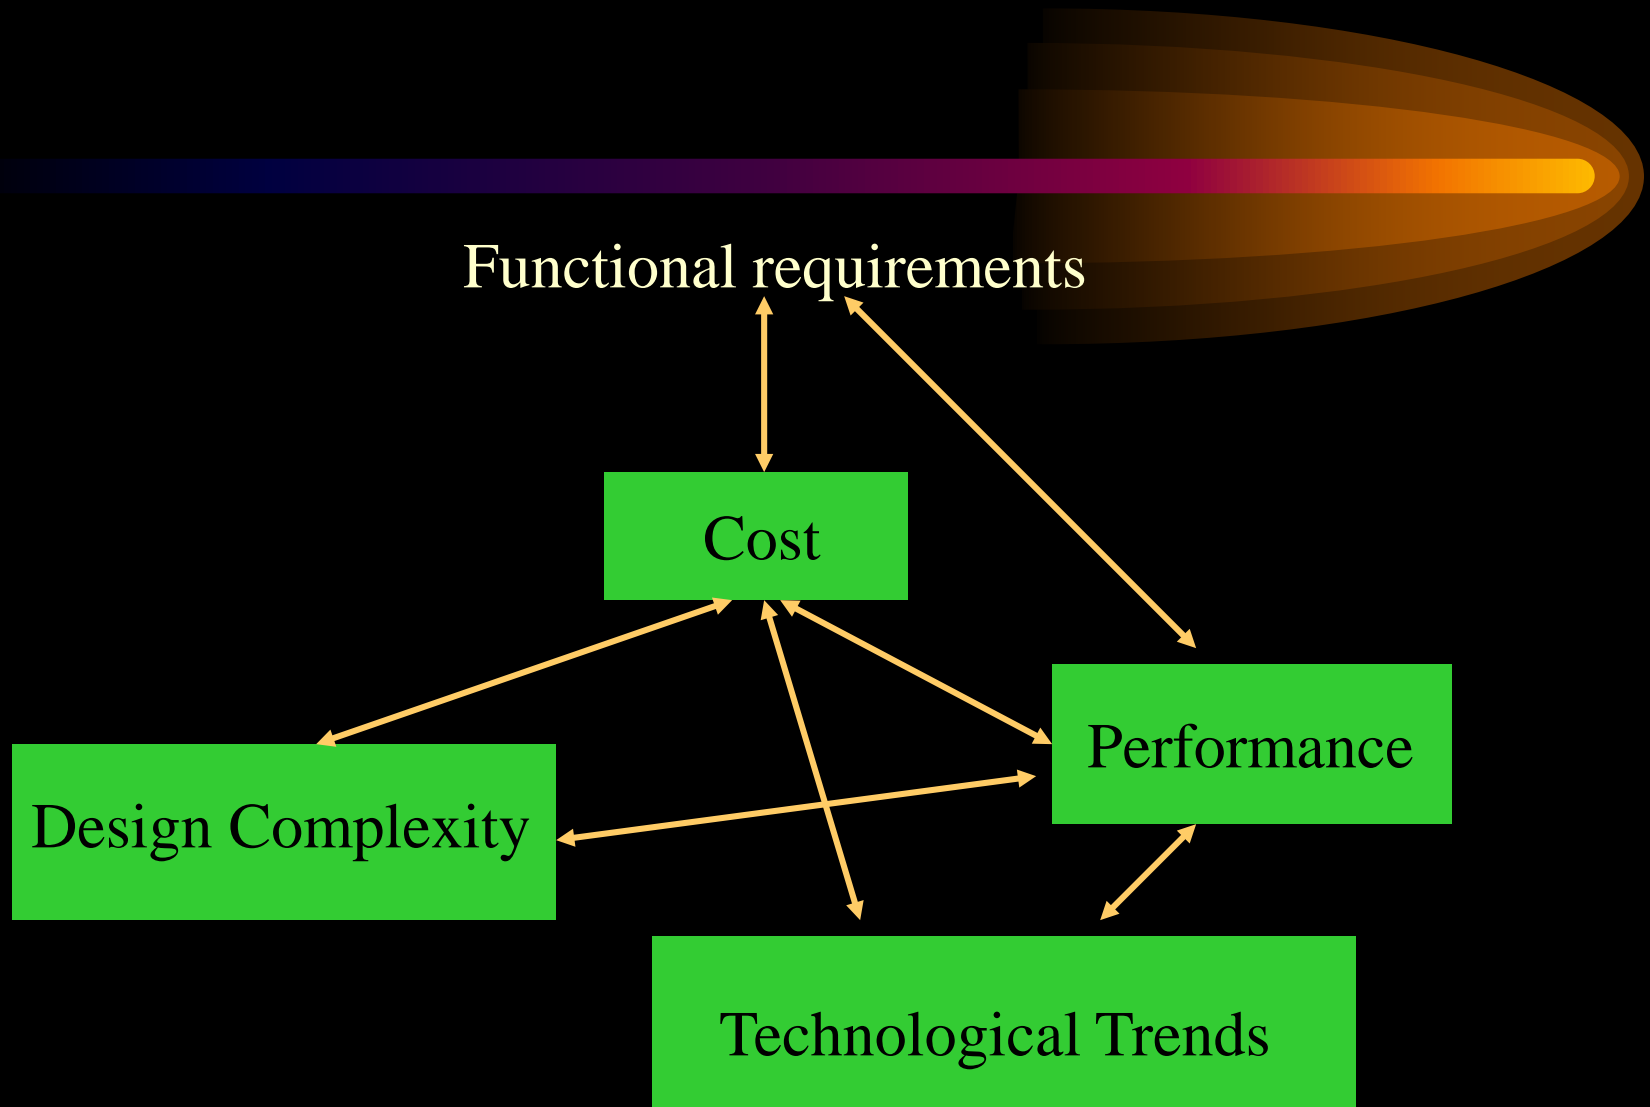 Functional requirements
Cost
Performance
Design Complexity
Technological Trends